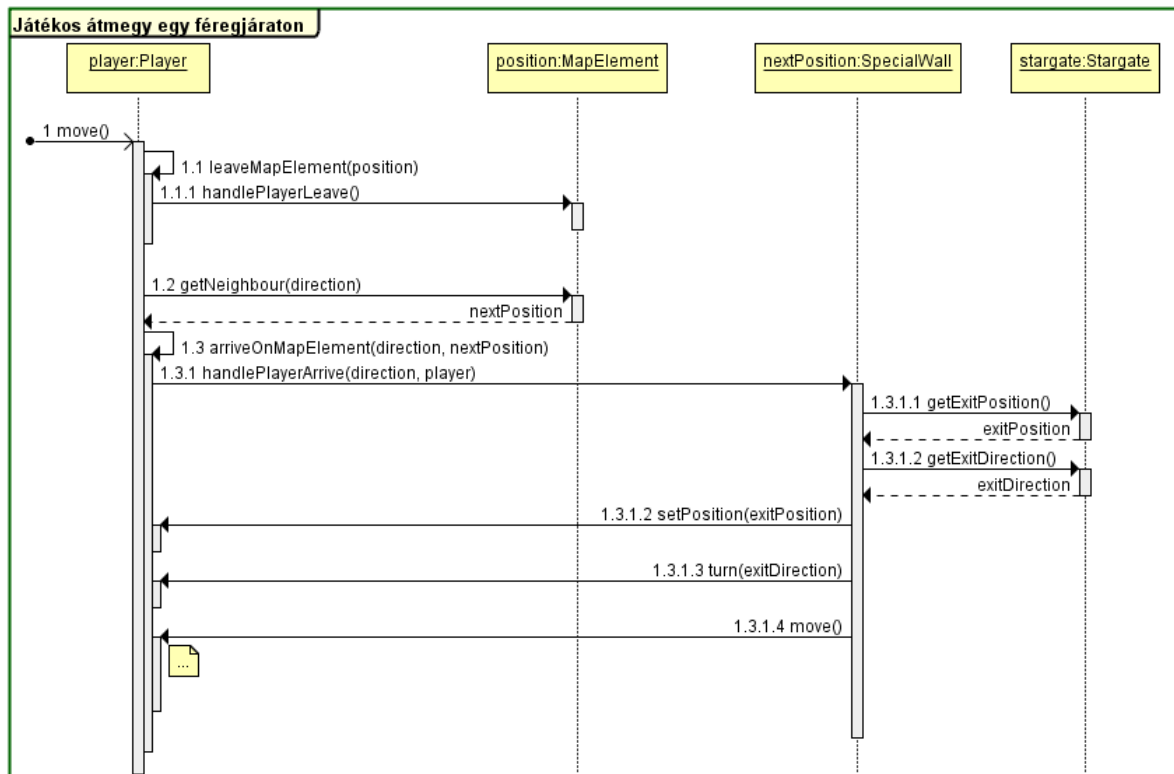 Játékos átmegy egy féregjáraton
player:Player
position:MapElement
nextPosition:SpecialWall
stargate:Stargate
1 move()
1.1 leaveMapElement(position)
1.1.1 handlePlayerLeave()
1.2 getNeighbour(direction)
nextPosition
1.3 arriveOnMapElement(direction, nextPosition)
1.3.1 handlePlayerArrive(direction, player)
1.3.1.1 getExitPosition()
exitPosition
1.3.1.2 getExitDirection()
exitDirection
1.3.1.2 setPosition(exitPosition)
1.3.1.3 turn(exitDirection)
1.3.1.4 move()
...